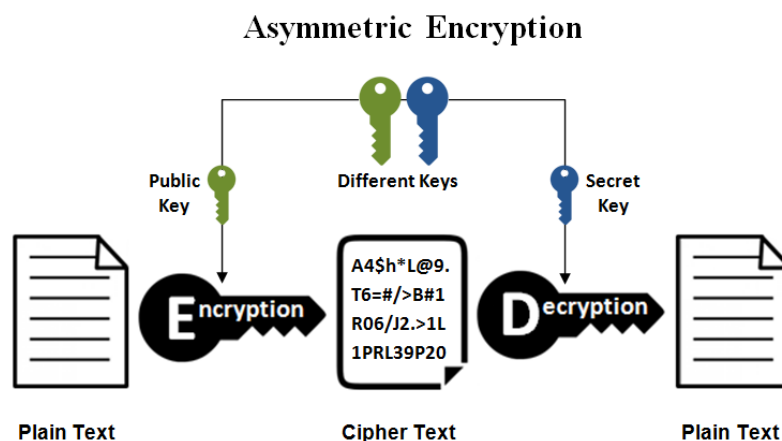 Asymmetric Encryption
Public
Key
Different Keys
Secret
Key
Encryption
A4$h*L@9.
T6=#/>B#1
R06/J2.>1L
1PRL39P20
Decryption
Plain Text
Cipher Text
Plain Text